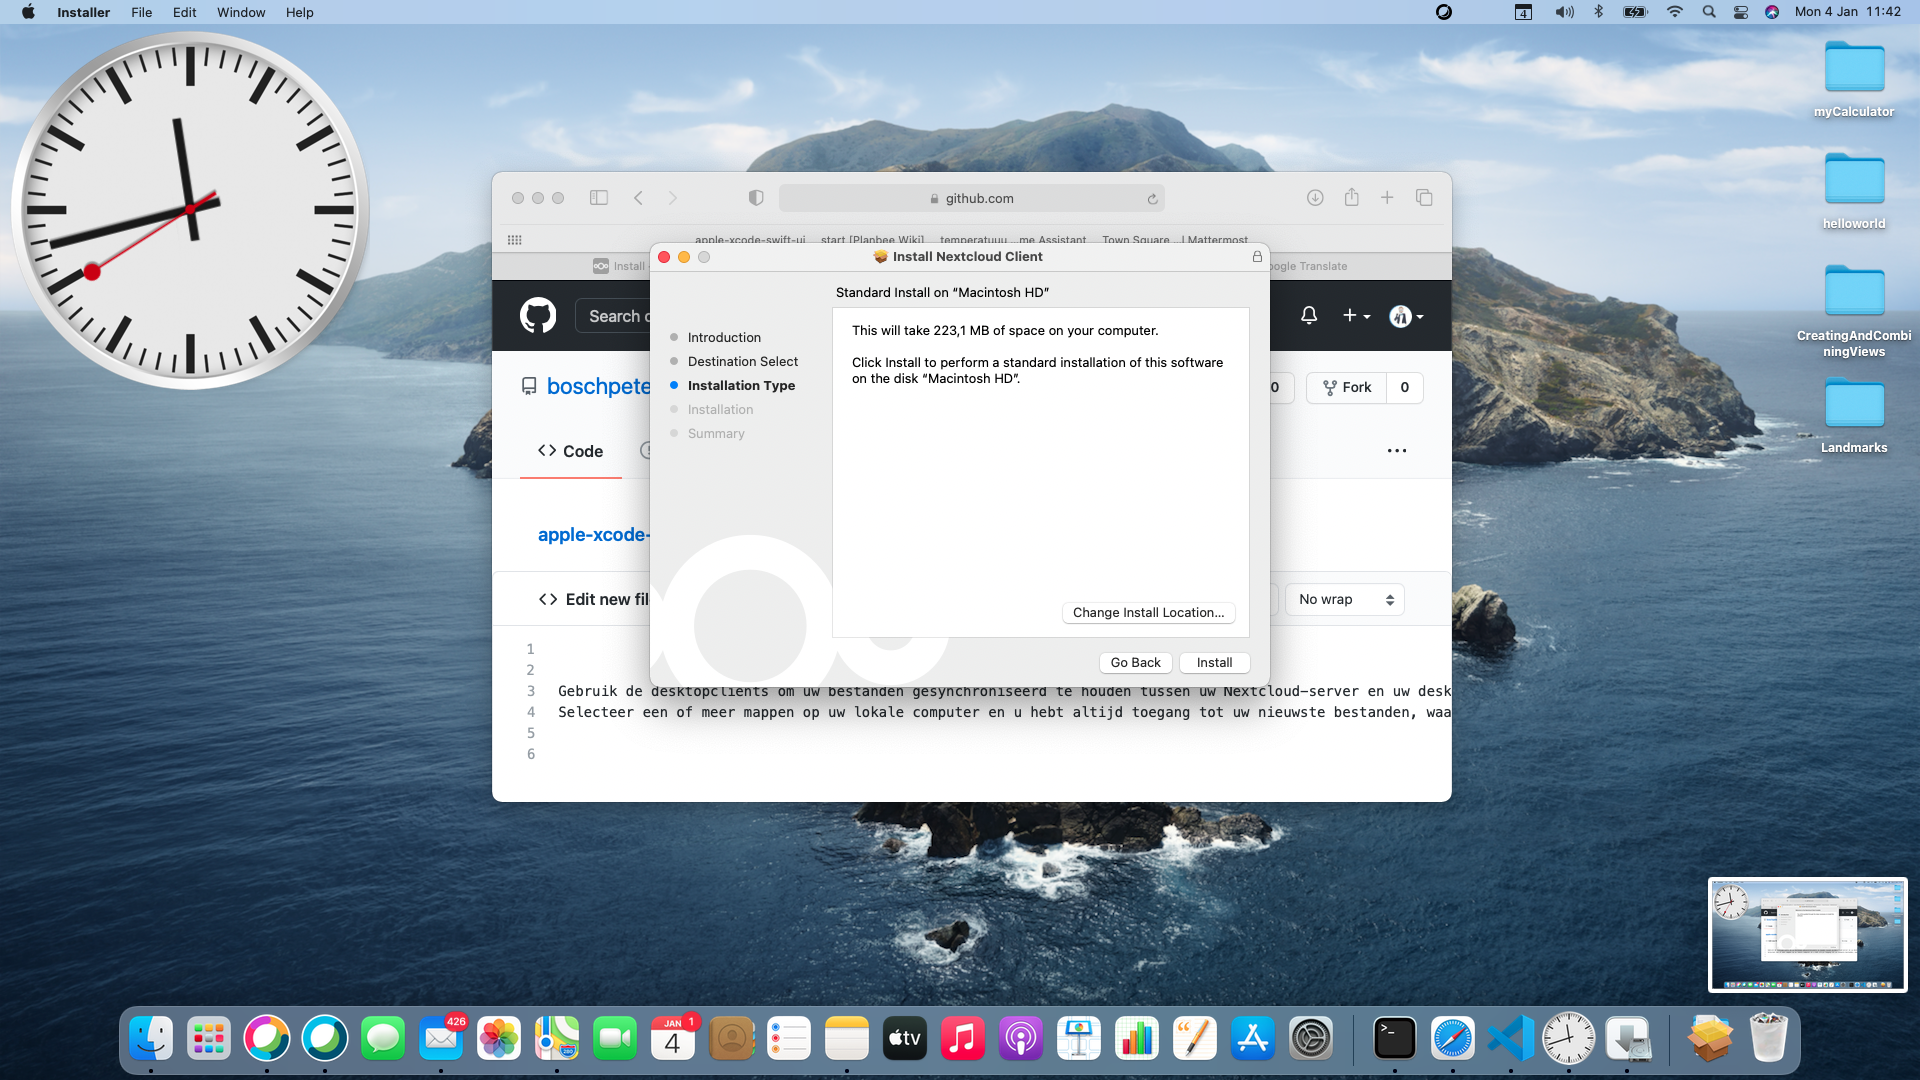 Installer File Edit Window Help
4
Mon 4 Jan 11:42
myCalculator
helloworld
CreatingAndCombi
ningViews
Landmarks
github.com
apple-xcode-swift-ui start [Planbee Wiki] temperatuuu ...me Assistant Town Square
Mattermost
Install
Google Translate
Install Nextcloud Client
Standard Install on “Macintosh HD”
This will take 223,1 MB of space on your computer.
Click Install to perform a standard installation of this software
on the disk “Macintosh HD”.
Introduction
Destination Select
Installation Type
Installation
Summary
Change Install Location...
Go Back Install
Search
boschpete
0 Fork 0
Code
apple-xcode-
Edit new fil
No wrap
1
2
3 Gebruik de desktopclients om uw bestanden gesynchroniseerd te houden tussen uw Nextcloud-server en uw desk
4 Selecteer een of meer mappen op uw lokale computer en u hebt altijd toegang tot uw nieuwste bestanden, waa
5
6
426
JAN 1
4
280
tv
>_